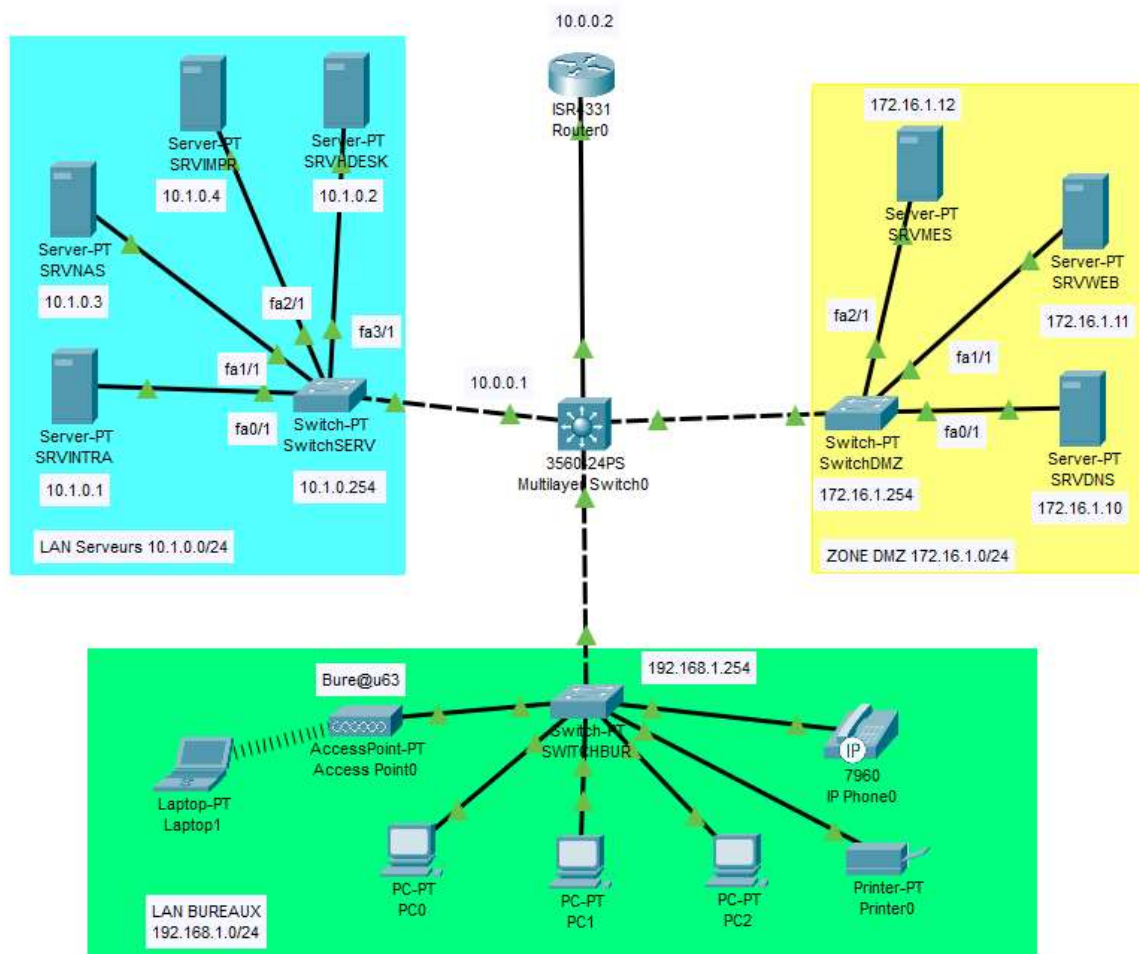 10.0.0.2
ISR4331
Router0
Server-PT
SRVIMPR
10.1.0.4
Server-PT
SRVHDESK
10.1.0.2
Server-PT
SRVNAS
10.1.0.3
fa2/1
fa3/1
fa1/1
fa0/1
Server-PT
SRVINTRA
10.1.0.1
Switch-PT
SwitchSERV
10.1.0.254
LAN Serveurs 10.1.0.0/24
10.0.0.1
3560-24PS
Multilayer Switch0
172.16.1.12
Server-PT
SRVMES
Server-PT
SRVWEB
172.16.1.11
fa2/1
fa1/1
fa0/1
Switch-PT
SwitchDMZ
172.16.1.254
Server-PT
SRVDNS
172.16.1.10
ZONE DMZ 172.16.1.0/24
192.168.1.254
Bure@u63
Switch-PT
SWITCHBUR
AccessPoint-PT
Access Point0
IP
7960
IP Phone0
Laptop-PT
Laptop1
PC-PT
PC0
PC-PT
PC1
PC-PT
PC2
Printer-PT
Printer0
LAN BUREAUX
192.168.1.0/24